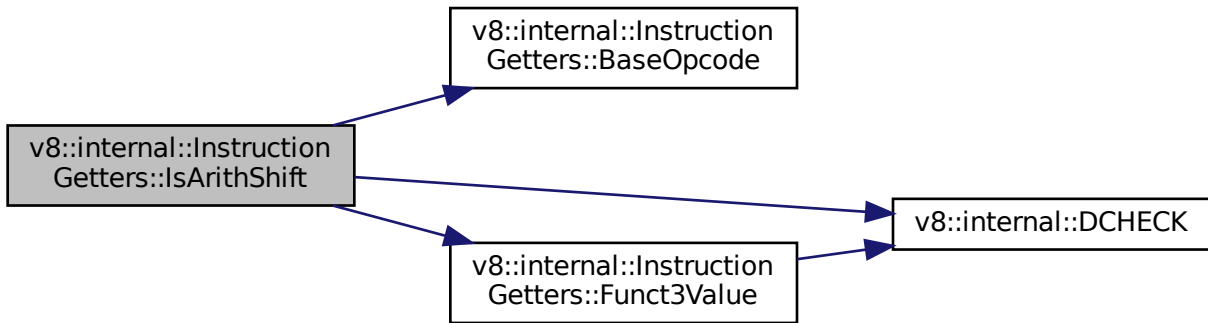 v8::internal::Instruction
Getters::BaseOpcode
v8::internal::Instruction
Getters::IsArithShift
v8::internal::DCHECK
v8::internal::Instruction
Getters::Funct3Value